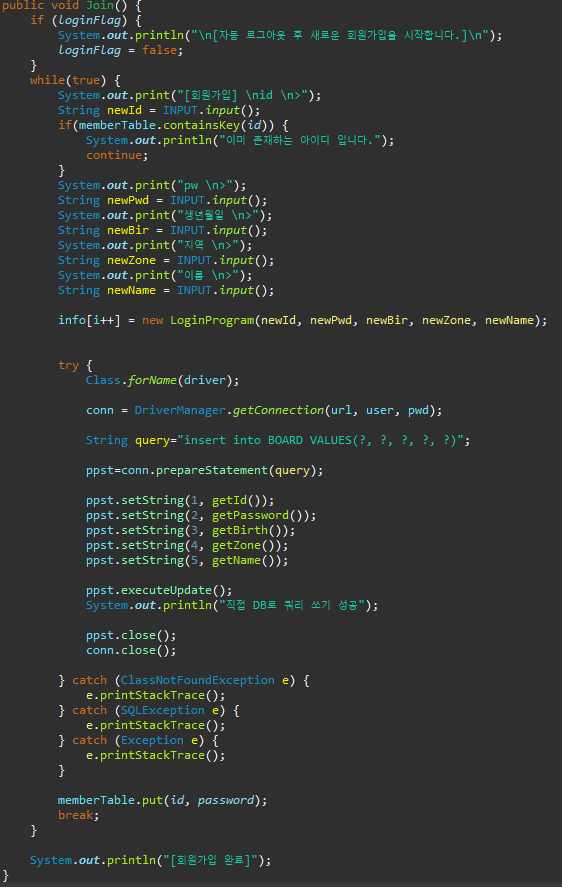 public void Join() {
if (loginFlag) {
System.out.println("\n[자동 로그아웃 후 새로운 회원가입을 시작합니다.]\n");
loginFlag = false;
}
while(true) {
System.out.print("[회원가입] \nid \n>");
String newId = INPUT.input();
if(memberTable.containsKey(id)) {
System.out.println("이미 존재하는 아이디 입니다.");
continue;
}
System.out.print("pw \n>");
String newPwd = INPUT.input();
System.out.print("생년월일 \n>");
String newBir = INPUT.input();
System.out.print("지역 \n>");
String newZone = INPUT.input();
System.out.print("이름 \n>");
String newName = INPUT.input();
info[i++] = new LoginProgram(newId, newPwd, newBir, newZone, newName);
try {
Class.forName(driver);
conn = DriverManager.getConnection(url, user, pwd);
String query="insert into BOARD VALUES(?, ?, ?, ?, ?)";
ppst=conn.prepareStatement(query);
ppst.setString(1, getId());
ppst.setString(2, getPassword());
ppst.setString(3, getBirth());
ppst.setString(4, getZone());
ppst.setString(5, getName());
ppst.executeUpdate();
System.out.println("직접 DB로 쿼리 쓰기 성공");
ppst.close();
conn.close();
} catch (ClassNotFoundException e) {
e.printStackTrace();
} catch (SQLException e) {
e.printStackTrace();
} catch (Exception e) {
e.printStackTrace();
}
memberTable.put(id, password);
break;
}
System.out.println("[회원가입 완료]");
}